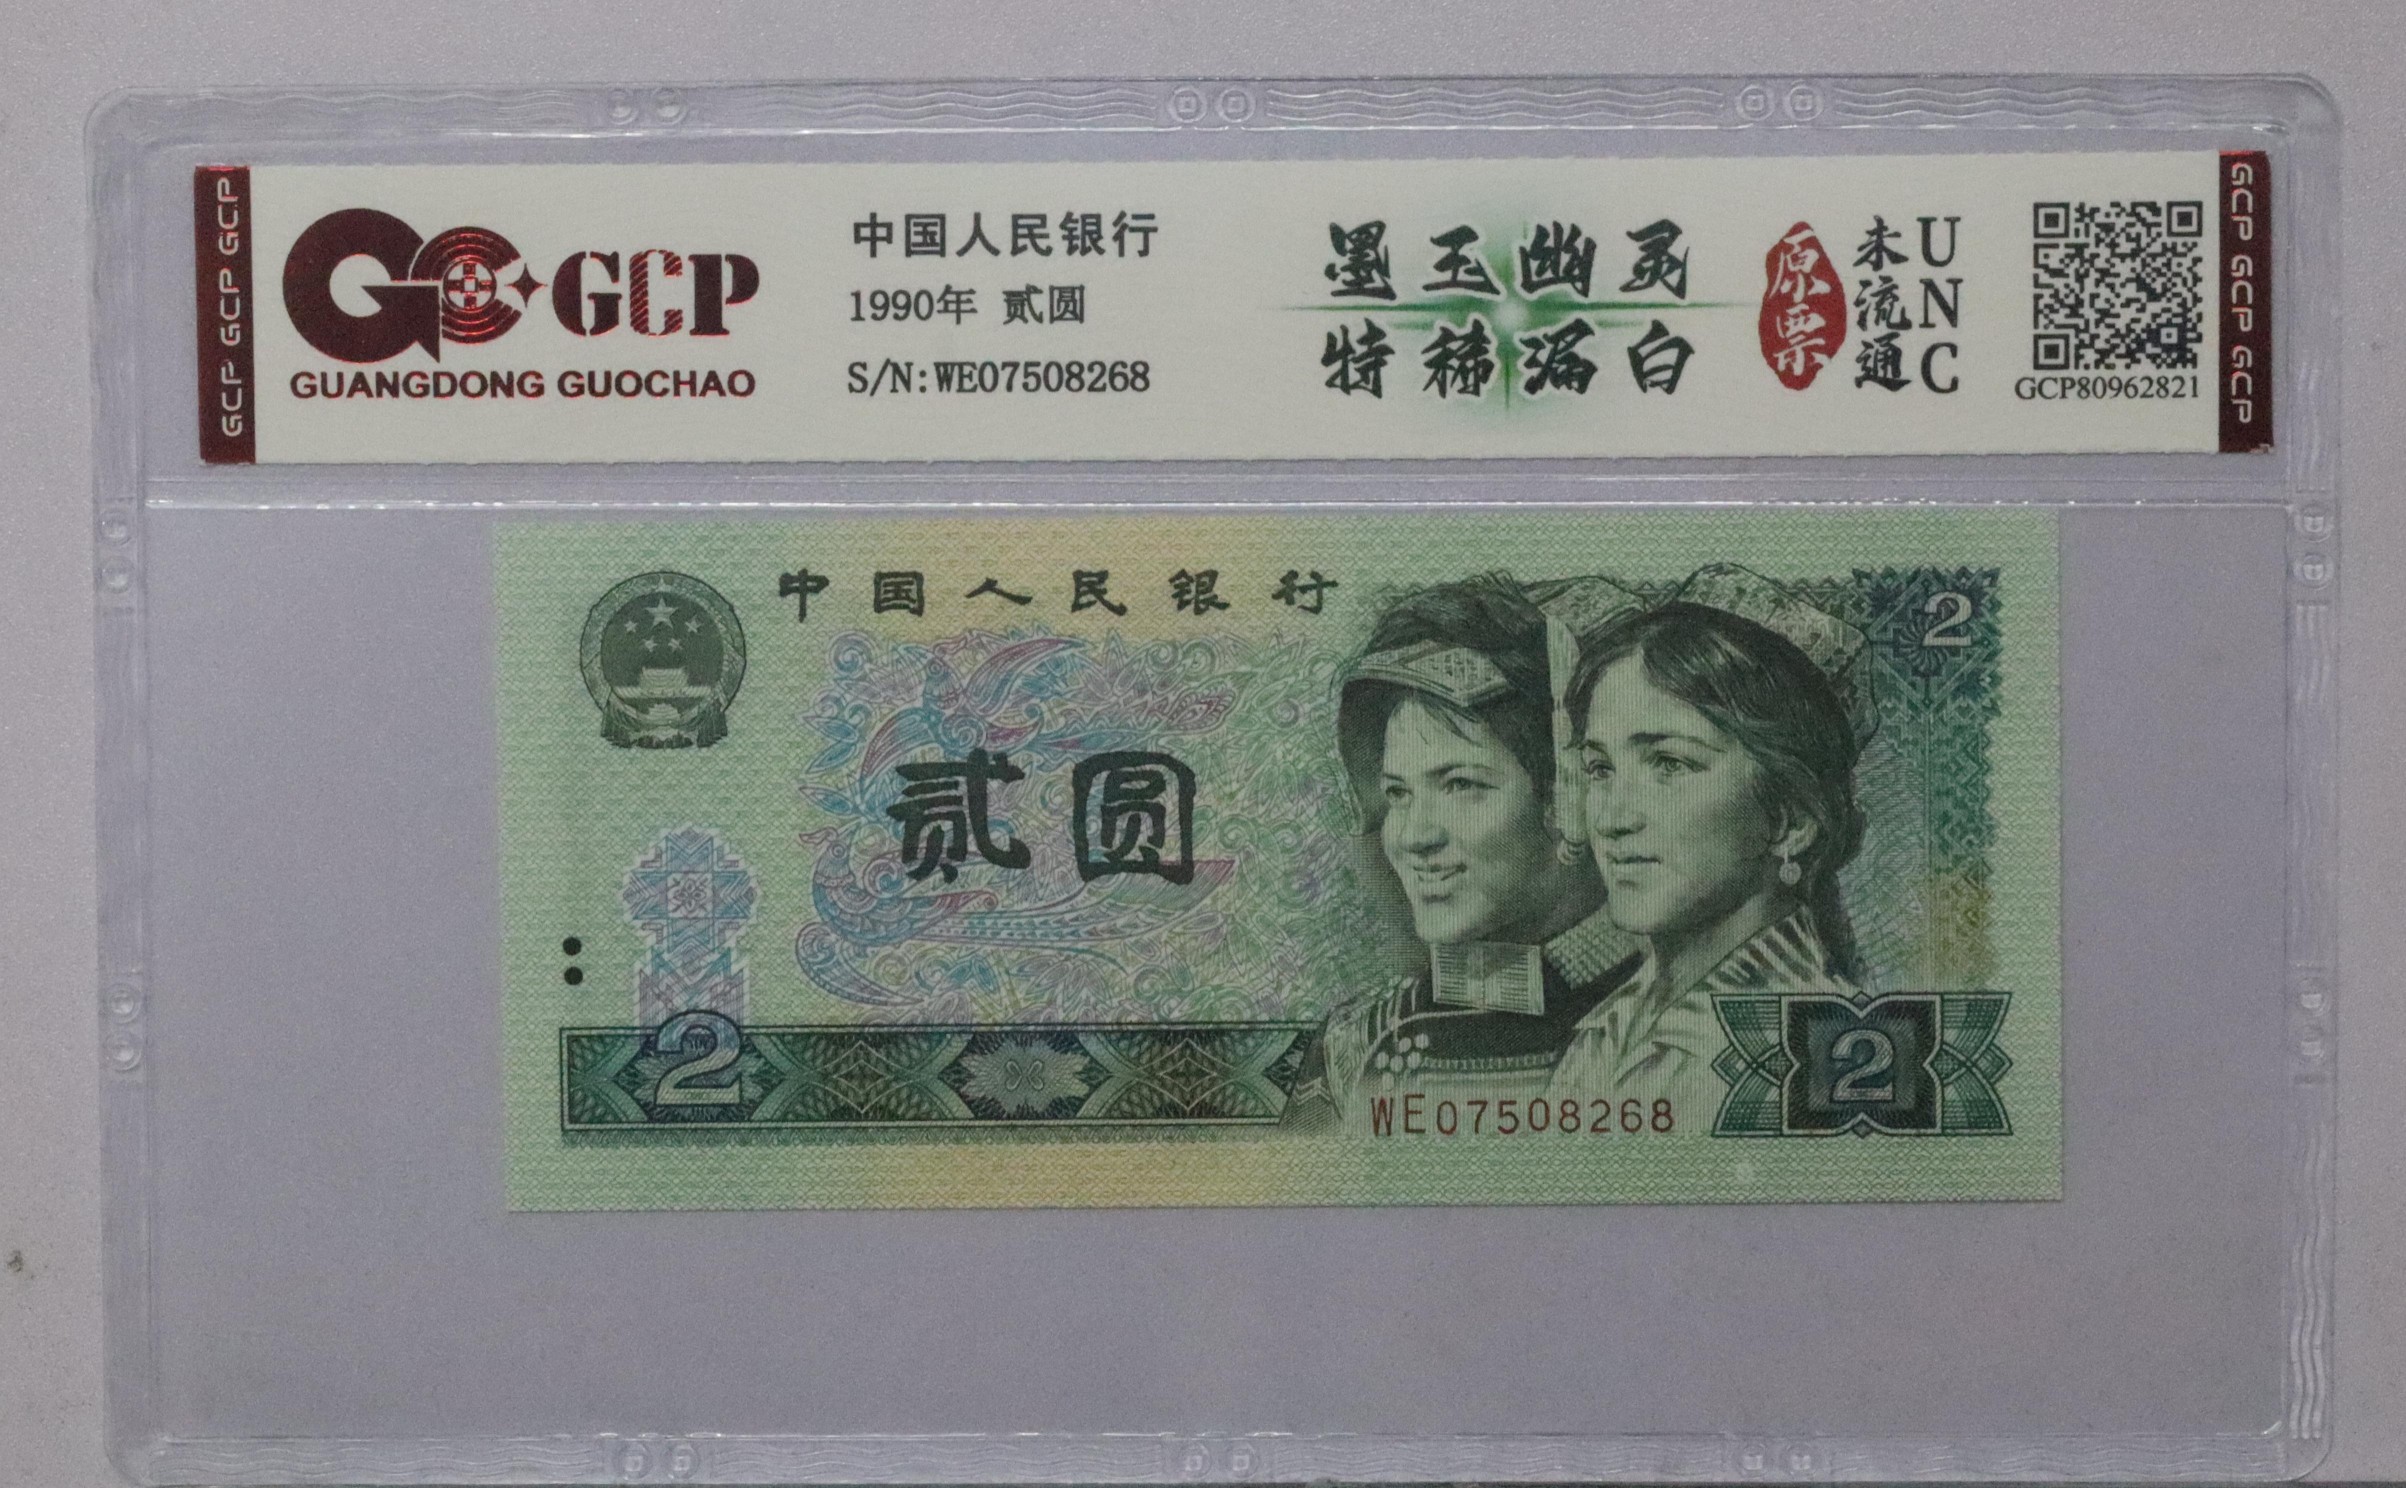 GCP GCP GCP
GCP
GUANGDONG GUOCHAO
中国人民银行
1990年 贰圆
S/N:WE07508268
墨玉幽灵
特稀漏白
原票
未流通
UNC
GCP80962821
GCP GCP GCP
中国人民银行
2
贰圆
2
WE07508268
2